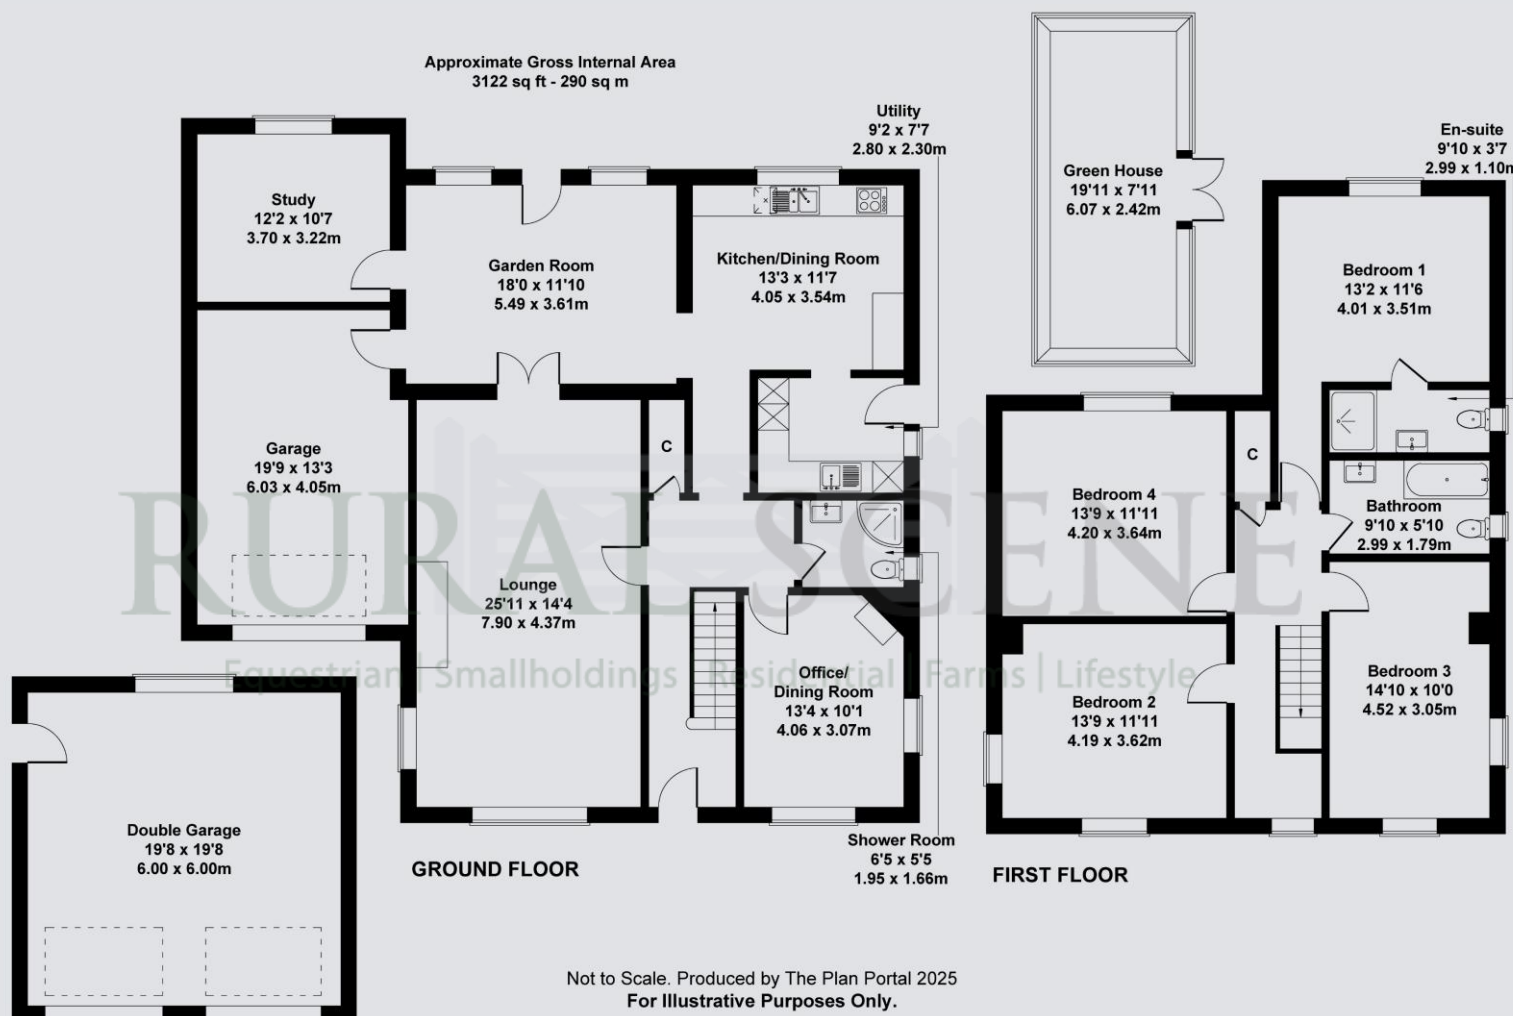 Approximate Gross Internal Area
3122 sq ft - 290 sq m
Utility
9'2 x 7'7
2.80 x 2.30m
En-suite
9'10 x 3'7
2.99 x 1.10m
Green House
19'11 x 7'11
6.07 x 2.42m
Study
12'2 x 10'7
3.70 x 3.22m
Garden Room
18'0 x 11'10
5.49 x 3.61m
Kitchen/Dining Room
13'3 x 11'7
4.05 x 3.54m
Bedroom 1
13'2 x 11'6
4.01 x 3.51m
Garage
19'9 x 13'3
6.03 x 4.05m
C
C
Bedroom 4
13'9 x 11'11
4.20 x 3.64m
Bathroom
9'10 x 5'10
2.99 x 1.79m
RURAL SCENE
Equestrian | Smallholdings | Residential | Farms | Lifestyle
Lounge
25'11 x 14'4
7.90 x 4.37m
Office/
Dining Room
13'4 x 10'1
4.06 x 3.07m
Bedroom 2
13'9 x 11'11
4.19 x 3.62m
Bedroom 3
14'10 x 10'0
4.52 x 3.05m
Double Garage
19'8 x 19'8
6.00 x 6.00m
Shower Room
6'5 x 5'5
1.95 x 1.66m
GROUND FLOOR
FIRST FLOOR
Not to Scale. Produced by The Plan Portal 2025
For Illustrative Purposes Only.